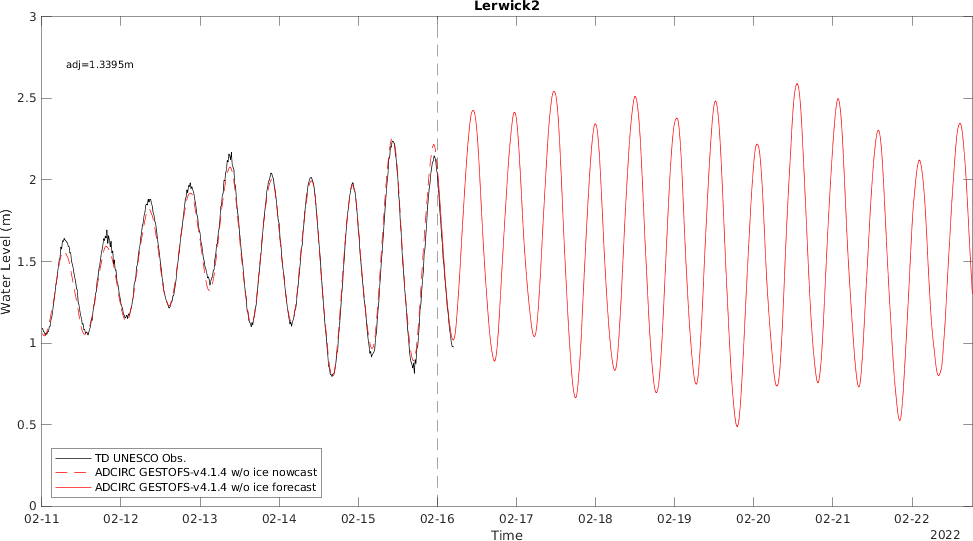 Lerwick2
adj=1.3395m
3
2.5
2
1.5
1
0.5
0
Water Level (m)
TD UNESCO Obs.
ADCIRC GESTOFS-v4.1.4 w/o ice nowcast
ADCIRC GESTOFS-v4.1.4 w/o ice forecast
02-11 02-12 02-13 02-14 02-15 02-16 02-17 02-18 02-19 02-20 02-21 02-22
Time
2022